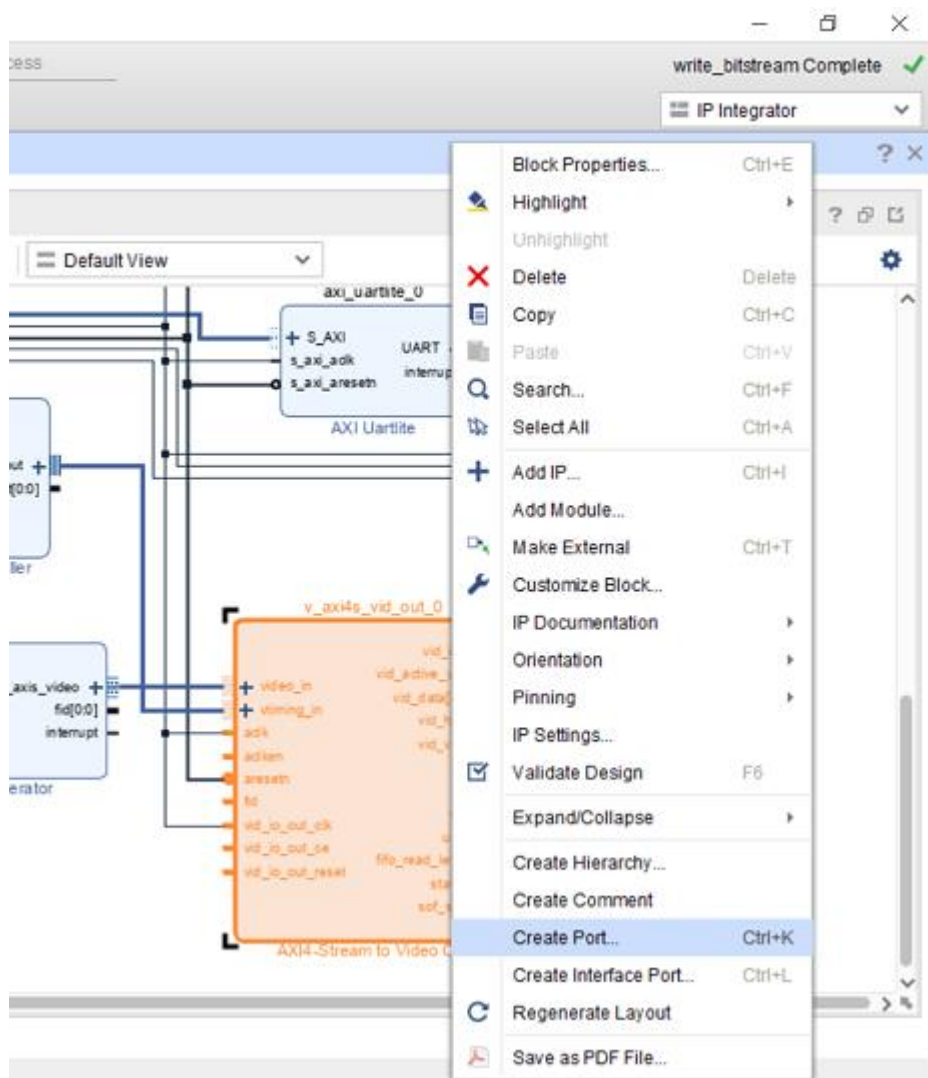 write_bitstream Complete
IP Integrator
Default View
axi_uartlite_0
S_AXI
s_axi_aclk
s_axi_aresetn
UART
AXI Uartlite
v_axi4s_vid_out_0
video_in
vtiming_in
aclk
aclken
aresetn
fid
vid_io_out_clk
vid_io_out_ce
vid_io_out_reset
fid[0:0]
interrupt
AXI4-Stream to Video
Block Properties... Ctrl+E
Highlight
Unhighlight
Delete Delete
Copy Ctrl+C
Paste Ctrl+V
Search... Ctrl+F
Select All Ctrl+A
Add IP... Ctrl+I
Add Module...
Make External Ctrl+T
Customize Block...
IP Documentation
Orientation
Pinning
IP Settings...
Validate Design F6
Expand/Collapse
Create Hierarchy...
Create Comment
Create Port... Ctrl+K
Create Interface Port... Ctrl+L
Regenerate Layout
Save as PDF File...